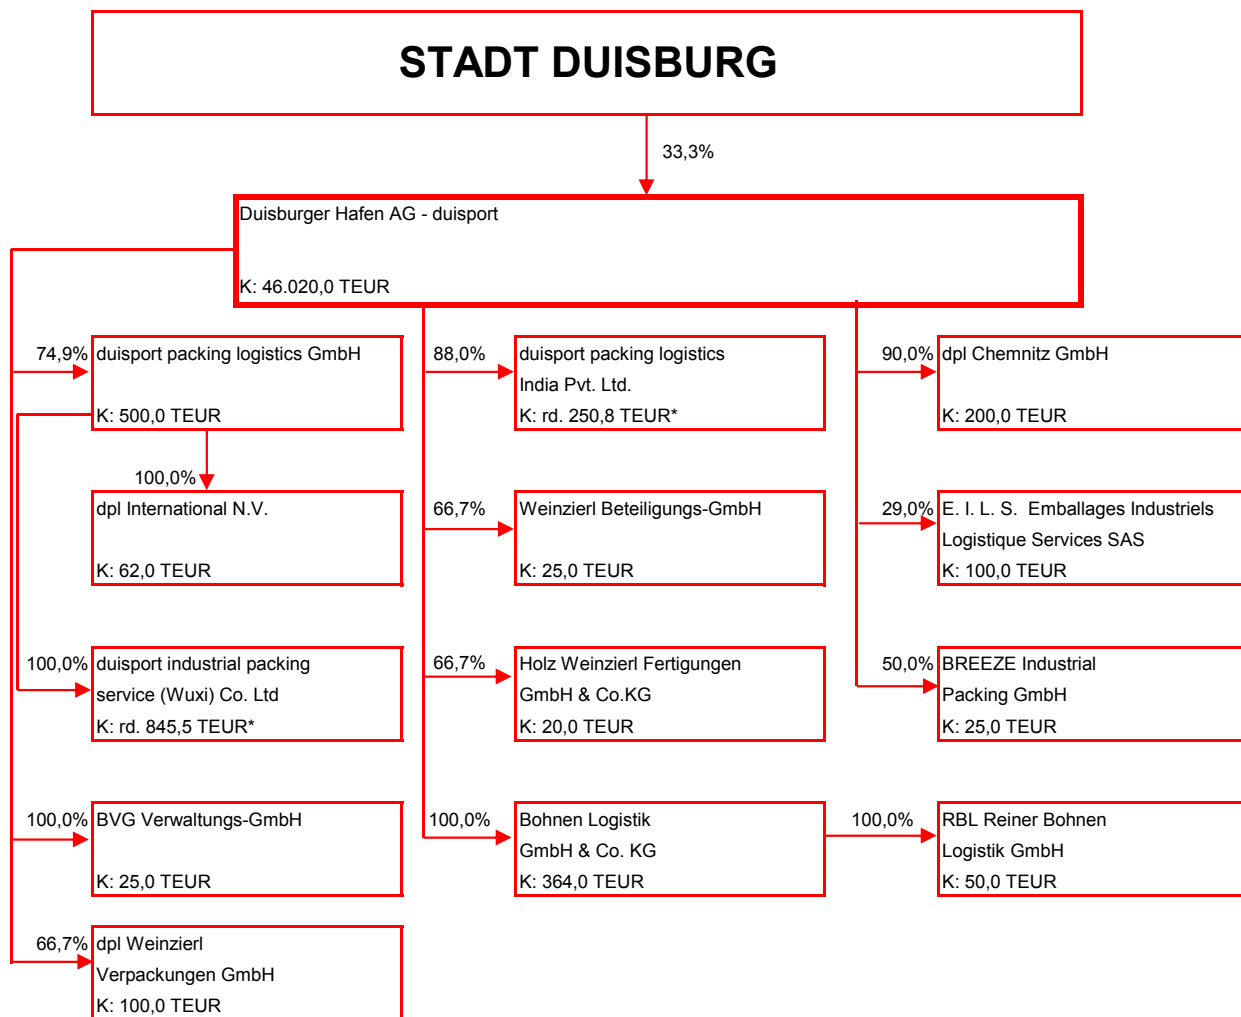 STADT DUISBURG
33,3%
Duisburger Hafen AG - duisport
K: 46.020,0 TEUR
74,9%
duisport packing logistics GmbH
K: 500,0 TEUR
88,0%
duisport packing logistics
India Pvt. Ltd.
K: rd. 250,8 TEUR*
90,0%
dpl Chemnitz GmbH
K: 200,0 TEUR
100,0%
dpl International N.V.
K: 62,0 TEUR
66,7%
Weinzierl Beteiligungs-GmbH
K: 25,0 TEUR
29,0%
E. I. L. S. Emballages Industriels
Logistique Services SAS
K: 100,0 TEUR
100,0%
duisport industrial packing
service (Wuxi) Co. Ltd
K: rd. 845,5 TEUR*
66,7%
Holz Weinzierl Fertigungen
GmbH & Co.KG
K: 20,0 TEUR
50,0%
BREEZE Industrial
Packing GmbH
K: 25,0 TEUR
100,0%
BVG Verwaltungs-GmbH
K: 25,0 TEUR
100,0%
Bohnen Logistik
GmbH & Co. KG
K: 364,0 TEUR
100,0%
RBL Reiner Bohnen
Logistik GmbH
K: 50,0 TEUR
66,7%
dpl Weinzierl
Verpackungen GmbH
K: 100,0 TEUR